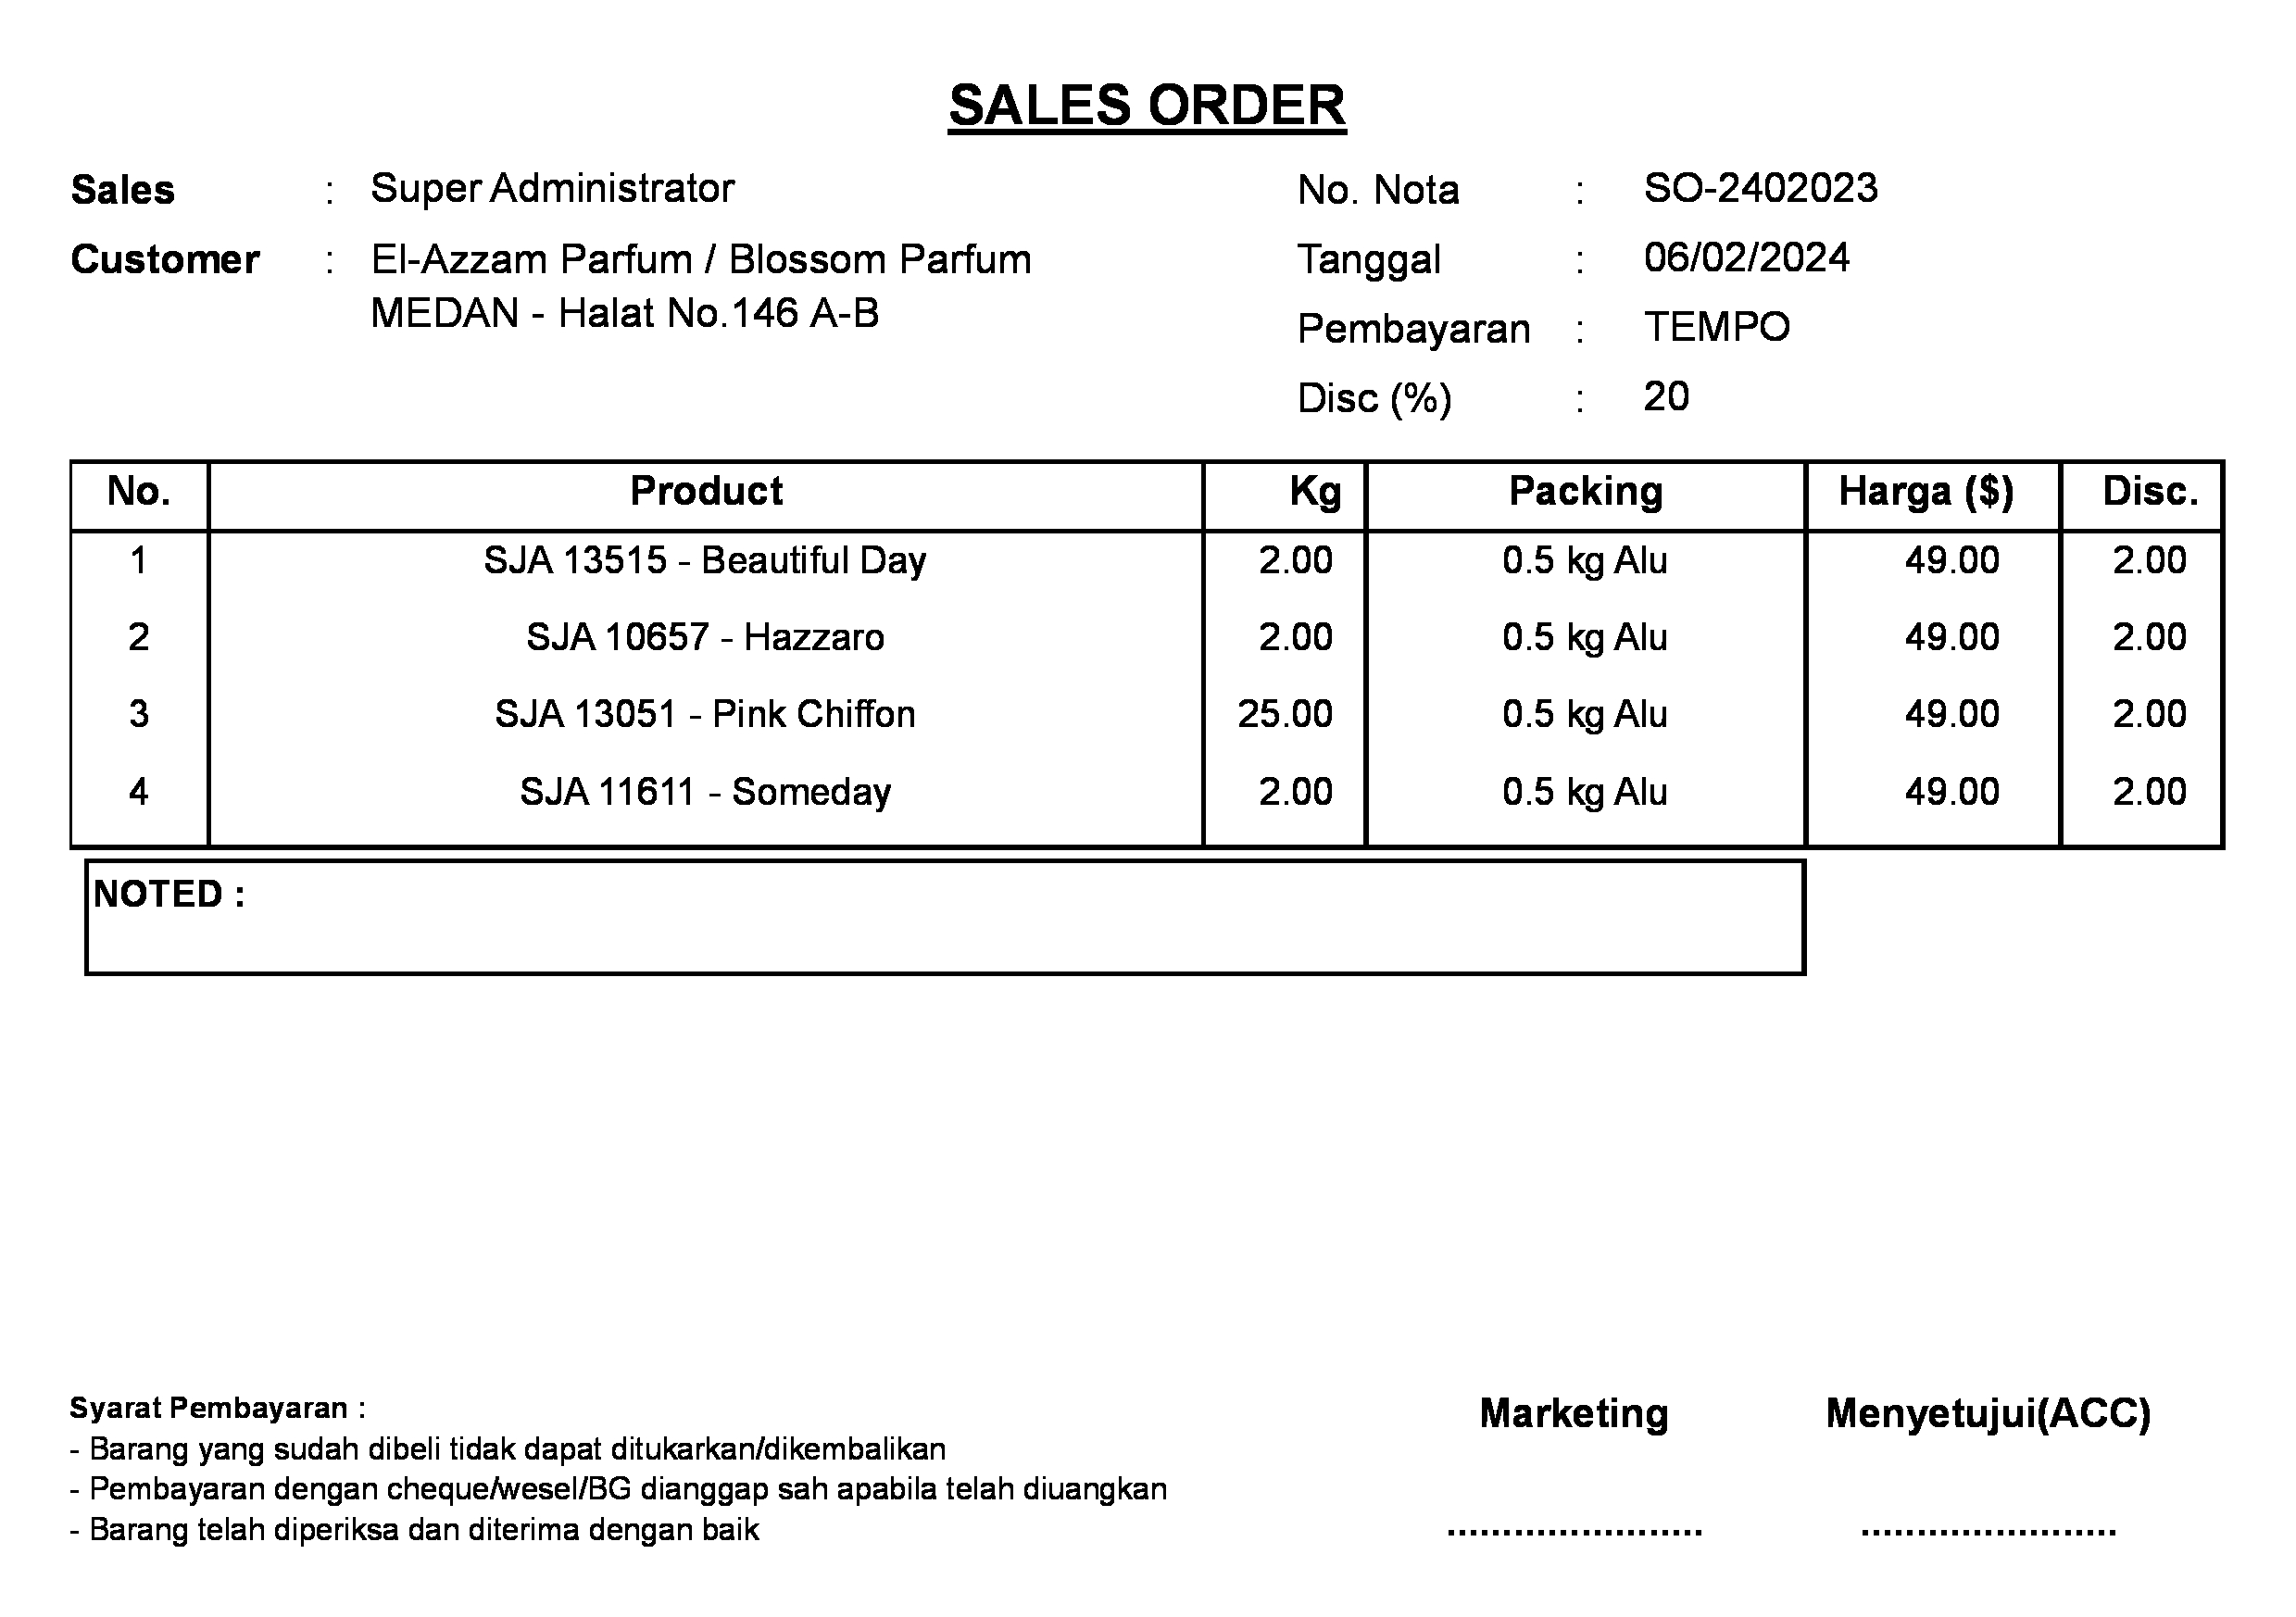 SALES ORDER
Sales : Super Administrator
No. Nota : SO-2402023
Customer : El-Azzam Parfum / Blossom Parfum
MEDAN - Halat No.146 A-B
Tanggal : 06/02/2024
Pembayaran : TEMPO
Disc (%) : 20
No. Product Kg Packing Harga ($) Disc.
1 SJA 13515 - Beautiful Day 2.00 0.5 kg Alu 49.00 2.00
2 SJA 10657 - Hazzaro 2.00 0.5 kg Alu 49.00 2.00
3 SJA 13051 - Pink Chiffon 25.00 0.5 kg Alu 49.00 2.00
4 SJA 11611 - Someday 2.00 0.5 kg Alu 49.00 2.00
NOTED :
Syarat Pembayaran :
- Barang yang sudah dibeli tidak dapat ditukarkan/dikembalikan
- Pembayaran dengan cheque/wesel/BG dianggap sah apabila telah diuangkan
- Barang telah diperiksa dan diterima dengan baik
Marketing Menyetujui(ACC)
....................... .......................